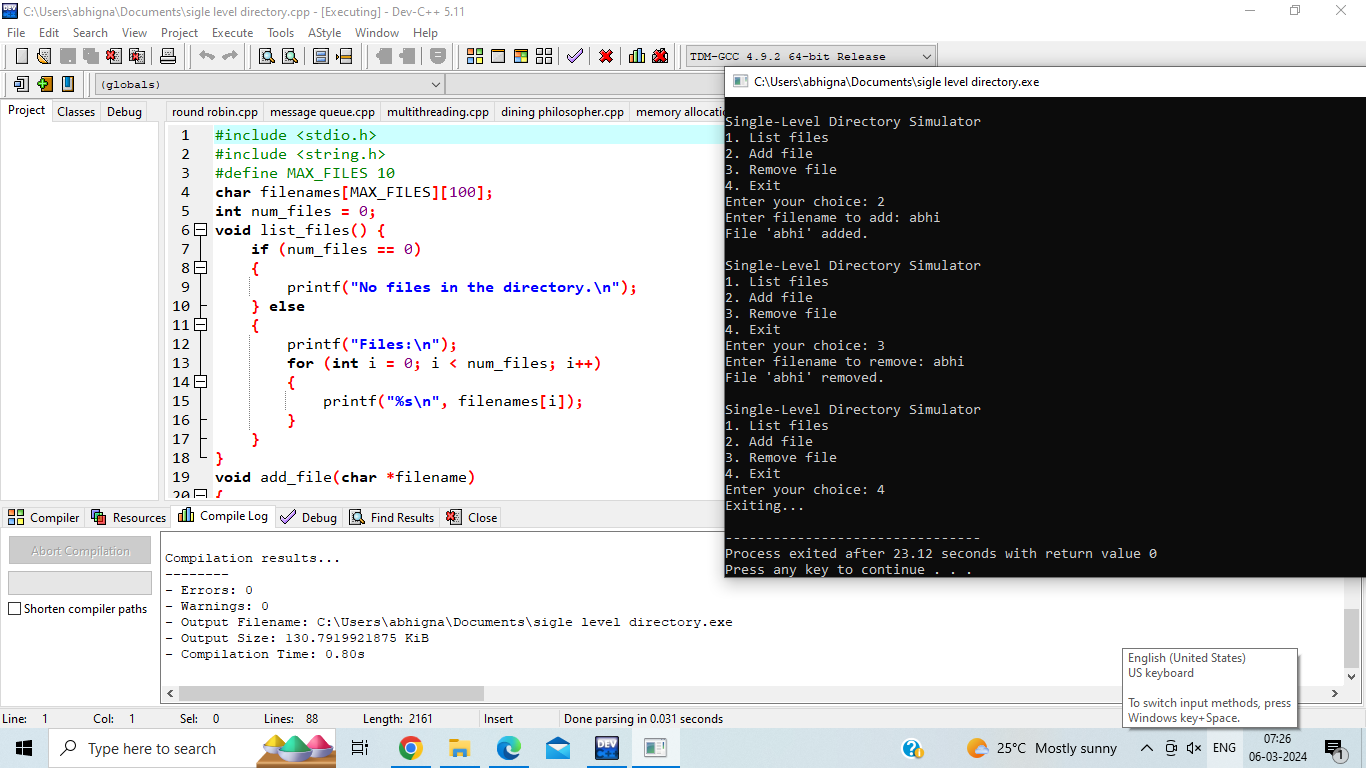 C:\Users\abhigna\Documents\sigle level directory.cpp - [Executing] - Dev-C++ 5.11
File Edit Search View Project Execute Tools AStyle Window Help
TDM-GCC 4.9.2 64-bit Release
(globals)
Project Classes Debug
round robin.cpp message queue.cpp multithreading.cpp dining philosopher.cpp memory allocati
1 #include <stdio.h>
2 #include <string.h>
3 #define MAX_FILES 10
4 char filenames[MAX_FILES][100];
5 int num_files = 0;
6 void list_files() {
7 if (num_files == 0)
8 {
9 printf("No files in the directory.\n");
10 } else
11 {
12 printf("Files:\n");
13 for (int i = 0; i < num_files; i++)
14 {
15 printf("%s\n", filenames[i]);
16 }
17 }
18 }
19 void add_file(char *filename)
20 {
C:\Users\abhigna\Documents\sigle level directory.exe
Single-Level Directory Simulator
1. List files
2. Add file
3. Remove file
4. Exit
Enter your choice: 2
Enter filename to add: abhi
File 'abhi' added.
Single-Level Directory Simulator
1. List files
2. Add file
3. Remove file
4. Exit
Enter your choice: 3
Enter filename to remove: abhi
File 'abhi' removed.
Single-Level Directory Simulator
1. List files
2. Add file
3. Remove file
4. Exit
Enter your choice: 4
Exiting...
--------------------------------
Process exited after 23.12 seconds with return value 0
Press any key to continue . . .
Compiler Resources Compile Log Debug Find Results Close
Abort Compilation
Shorten compiler paths
Compilation results...
--------
- Errors: 0
- Warnings: 0
- Output Filename: C:\Users\abhigna\Documents\sigle level directory.exe
- Output Size: 130.7919921875 KiB
- Compilation Time: 0.80s
English (United States)
US keyboard
To switch input methods, press
Windows key+Space.
Line: 1 Col: 1 Sel: 0 Lines: 88 Length: 2161 Insert Done parsing in 0.031 seconds
Type here to search
DEV
25°C Mostly sunny
ENG
07:26
06-03-2024
1